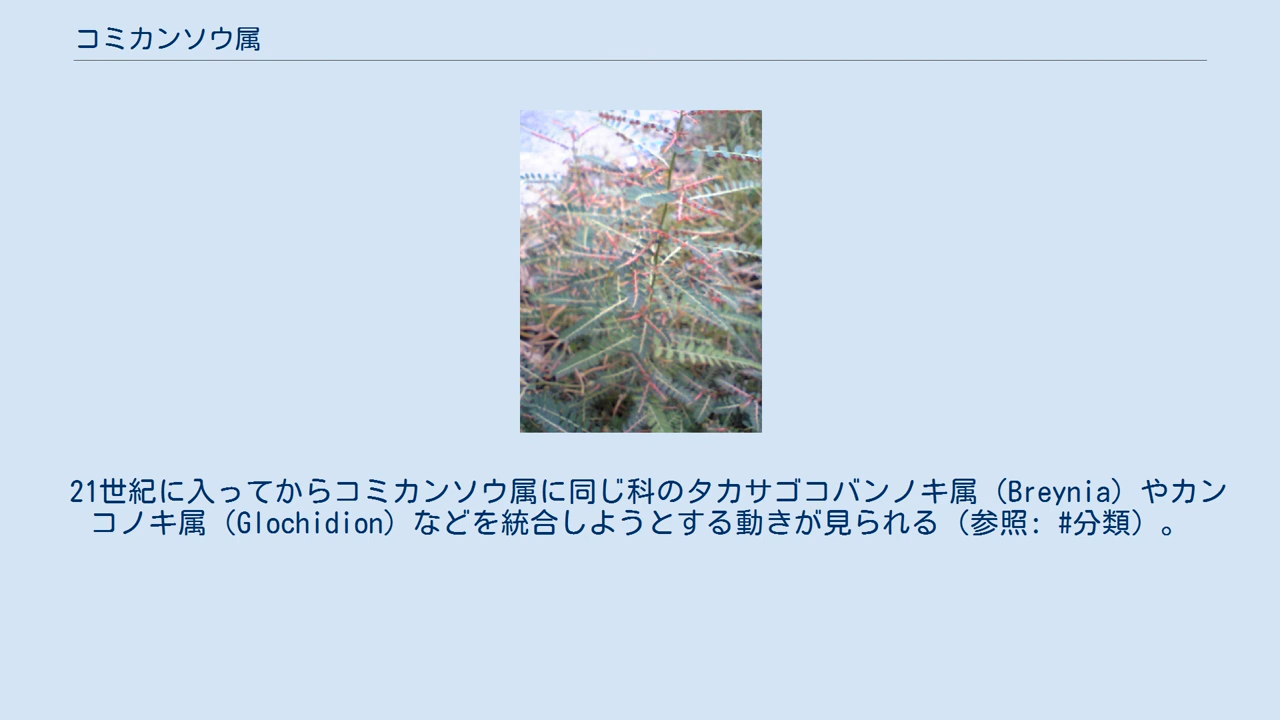 コミカンソウ属
21世紀に入ってからコミカンソウ属に同じ科のタカサゴコバンノキ属（Breynia）やカン
コノキ属（Glochidion）などを統合しようとする動きが見られる（参照: #分類）。